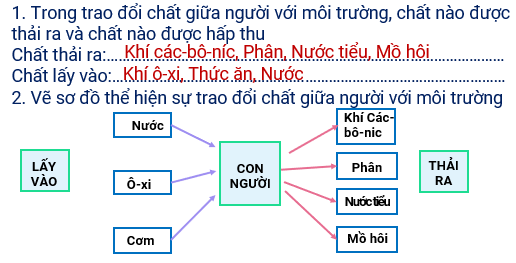 1. Trong trao đổi chất giữa người với môi trường, chất nào được
thải ra và chất nào được hấp thu
Chất thải ra:...Khí các-bô-níc, Phân, Nước tiểu, Mồ hôi
Chất lấy vào:...Khí ô-xi, Thức ăn, Nước
2. Vẽ sơ đồ thể hiện sự trao đổi chất giữa người với môi trường
LẤY
VÀO
Nước
Ô-xi
Cơm
CON
NGƯỜI
Khí Các-
bô-nic
Phân
Nước tiểu
Mồ hôi
THẢI
RA